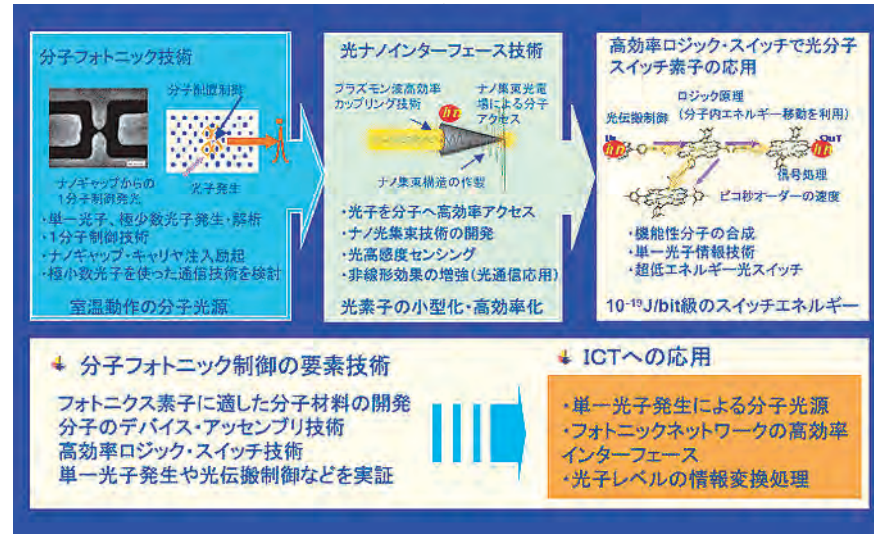 分子フォトニック技術
分子配置制御
ナノギャップからの
1分子制御発光
光子発生
・単一光子、極少数光子発生・解析
・1分子制御技術
・ナノギャップ・キャリヤ注入励起
・極小数光子を使った通信技術を検討
室温動作の分子光源
光ナノインターフェース技術
プラズモン波高効率
カップリング技術
ナノ集束光電
場による分子
アクセス
hn
ナノ集束構造の作製
・光子を分子へ高効率アクセス
・ナノ光集束技術の開発
・光高感度センシング
・非線形効果の増強(光通信応用)
光素子の小型化・高効率化
高効率ロジック・スイッチで光分子
スイッチ素子の応用
ロジック原理
光伝搬制御
(分子内エネルギー移動を利用)
In
hn
OuT
hn
信号処理
ピコ秒オーダーの速度
・機能性分子の合成
・単一光子情報技術
・超低エネルギー光スイッチ
10⁻¹⁹J/bit級のスイッチエネルギー
分子フォトニック制御の要素技術
フォトニクス素子に適した分子材料の開発
分子のデバイス・アッセンブリ技術
高効率ロジック・スイッチ技術
単一光子発生や光伝搬制御などを実証
ICTへの応用
・単一光子発生による分子光源
・フォトニックネットワークの高効率
インターフェース
・光子レベルの情報変換処理